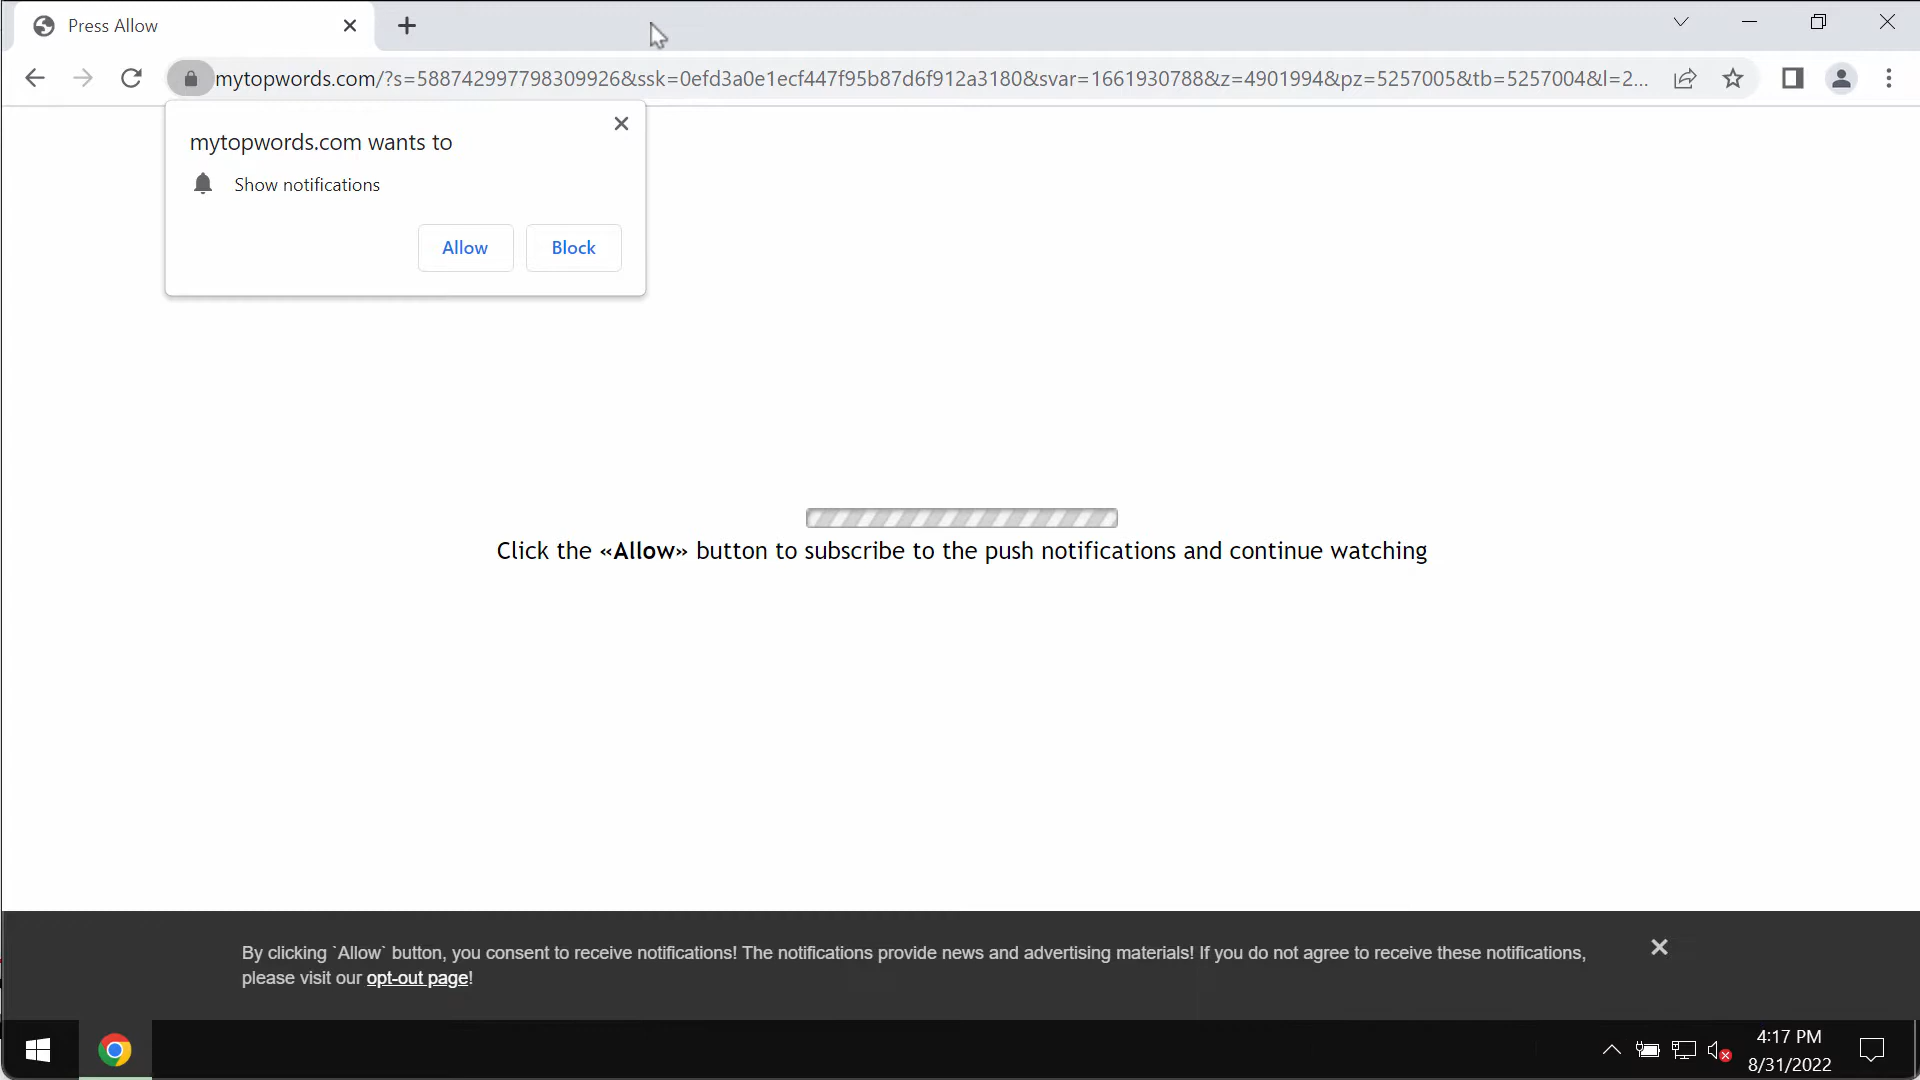 Press Allow
mytopwords.com/?s=588742997798309926&ssk=0efd3a0e1ecf447f95b87d6f912a3180&svar=1661930788&z=4901994&pz=5257005&tb=5257004&l=2...
mytopwords.com wants to
Show notifications
Allow Block
Click the «Allow» button to subscribe to the push notifications and continue watching
By clicking `Allow` button, you consent to receive notifications! The notifications provide news and advertising materials! If you do not agree to receive these notifications,
please visit our opt-out page!
4:17 PM
8/31/2022